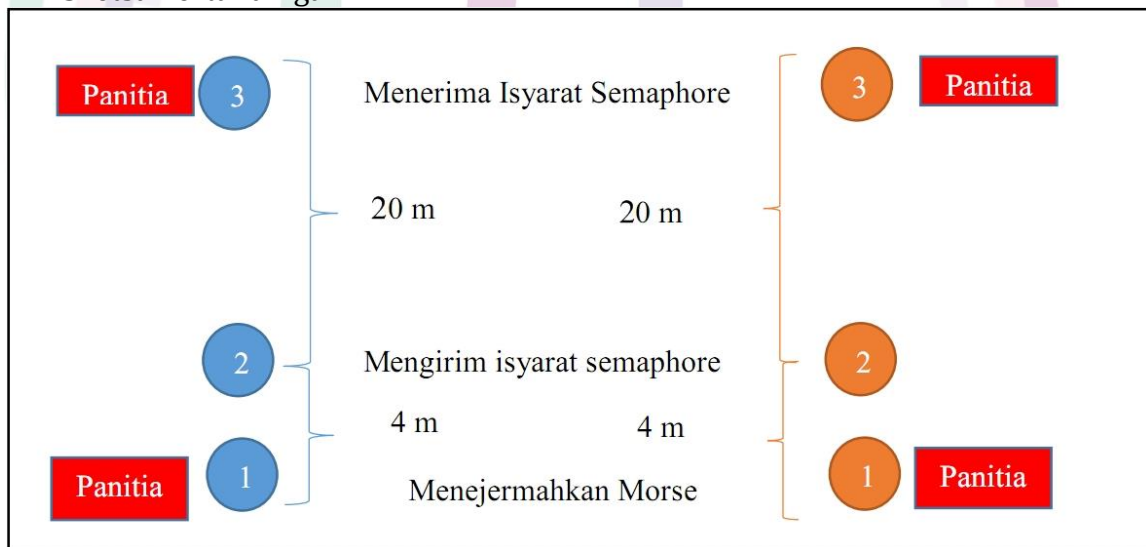 Panitia 3 Menerima Isyarat Semaphore 3 Panitia
20 m 20 m
2 Mengirim isyarat semaphore 2
4 m 4 m
Panitia 1 Menejermahkan Morse 1 Panitia